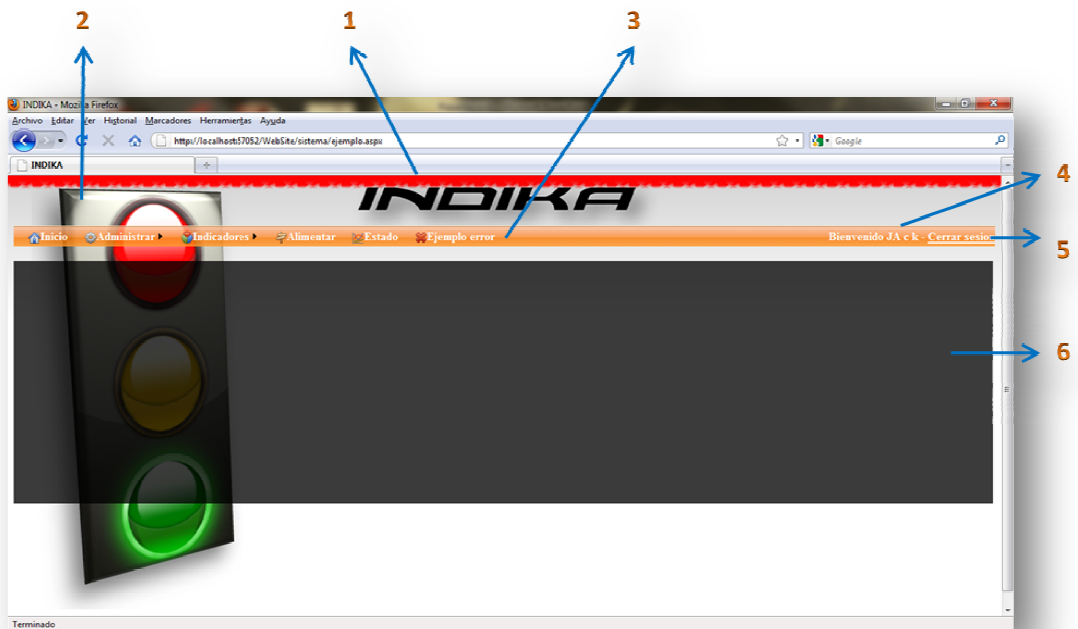 2 1 3
INDIKA - Mozilla Firefox
Archivo Editar Ver Historial Marcadores Herramientas Ayuda
http://localhost:57052/WebSite/sistema/ejemplo.aspx
Google
INDIKA
4
INDIKA
Inicio Administrar Indicadores Alimentar Estado Ejemplo error
Bienvenido JA c k - Cerrar sesion
5
6
Terminado